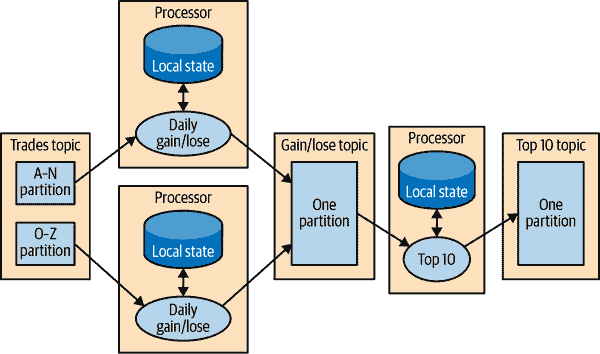 Trades topic
A–N
partition
O–Z
partition
Processor
Local state
Daily
gain/lose
Processor
Local state
Daily
gain/lose
Gain/lose topic
One
partition
Processor
Local state
Top 10
Top 10 topic
One
partition